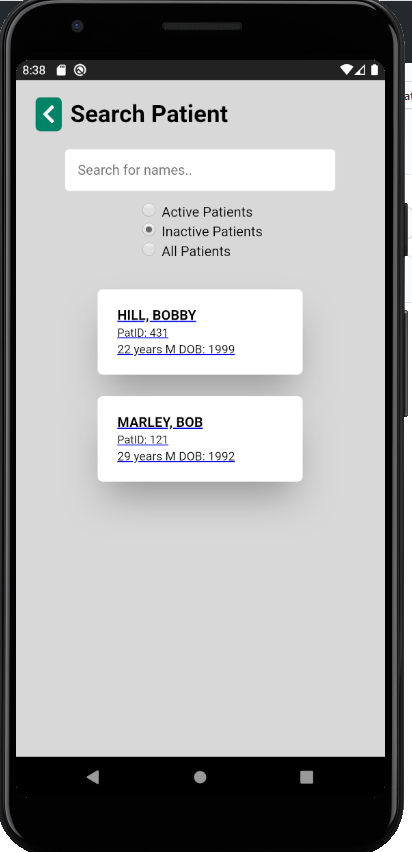 8:38
Search Patient
Search for names..
Active Patients
Inactive Patients
All Patients
HILL, BOBBY
PatID: 431
22 years M DOB: 1999
MARLEY, BOB
PatID: 121
29 years M DOB: 1992
at